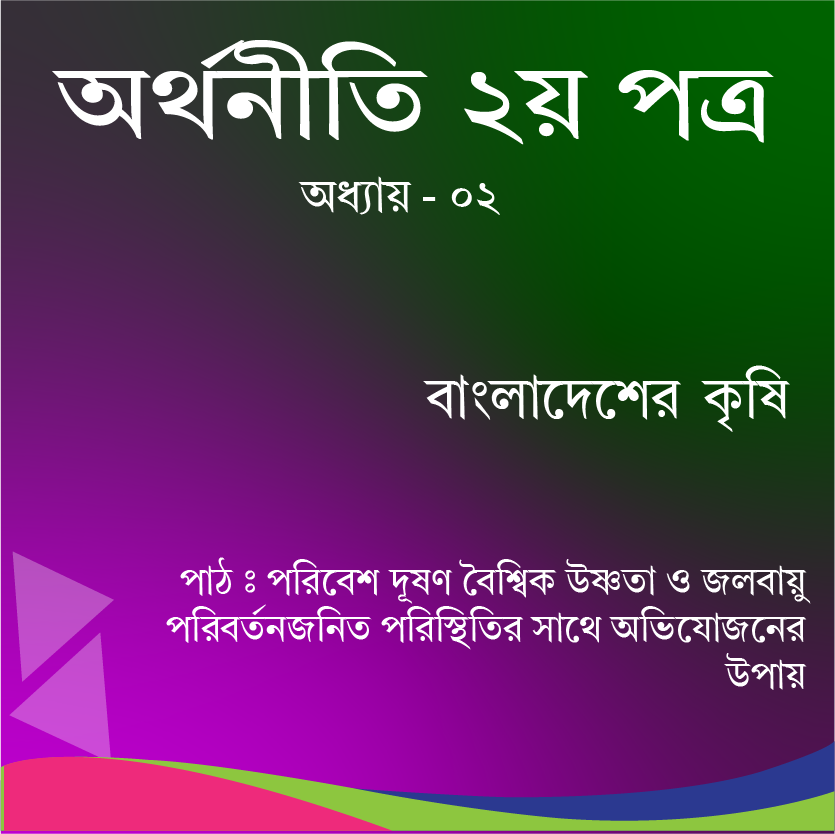 অর্থনীতি ২য় পত্র
অধ্যায় - ০২
বাংলাদেশের কৃষি
পাঠ ঃ পরিবেশ দূষণ বৈশ্বিক উষ্ণতা ও জলবায়ু
পরিবর্তনজনিত পরিস্থিতির সাথে অভিযোজনের
উপায়